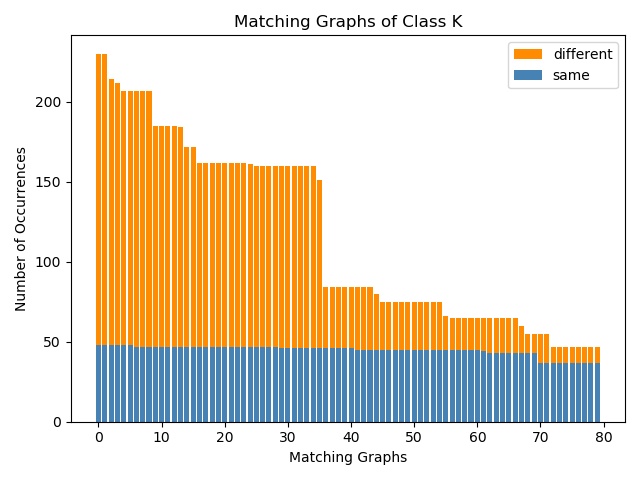 Matching Graphs of Class K
different
same
Number of Occurrences
200
150
100
50
0
0 10 20 30 40 50 60 70 80
Matching Graphs